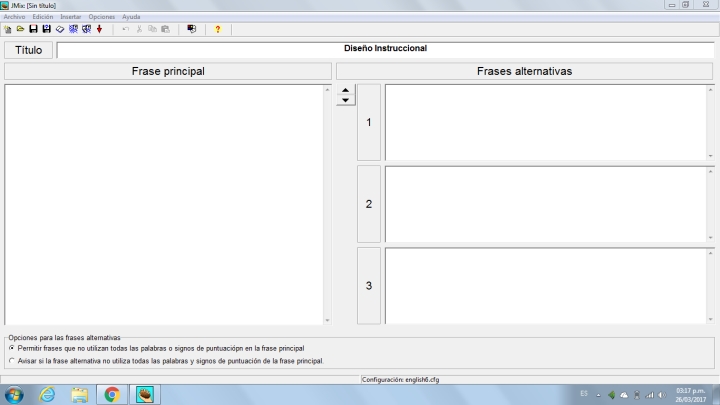 JMix: [Sin título]
Archivo Edición Insertar Opciones Ayuda
Título
Diseño Instruccional
Frase principal
Frases alternativas
1
2
3
Opciones para las frases alternativas
Permitir frases que no utilizan todas las palabras o signos de puntuaciópn en la frase principal
Avisar si la frase alternativa no utiliza todas las palabras y signos de puntuación de la frase principal.
Configuración: english6.cfg
ES
03:17 p.m.
26/03/2017